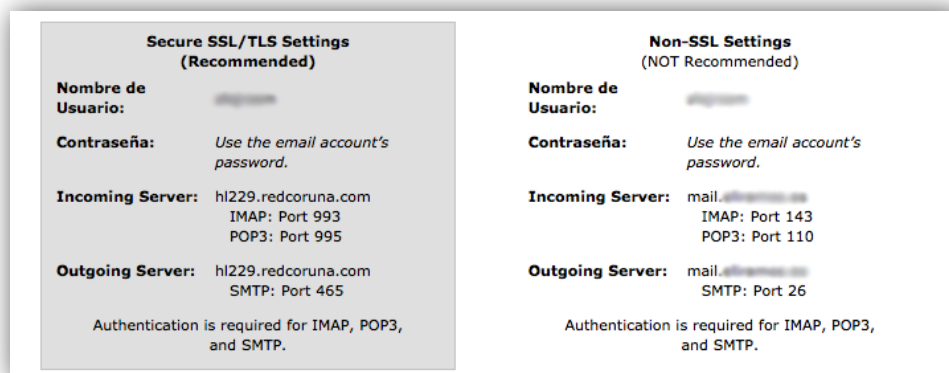 Secure SSL/TLS Settings
(Recommended)
Nombre de
Usuario:
Contraseña: Use the email account's
password.
Incoming Server: hl229.redcoruna.com
IMAP: Port 993
POP3: Port 995
Outgoing Server: hl229.redcoruna.com
SMTP: Port 465
Authentication is required for IMAP, POP3,
and SMTP.
Non-SSL Settings
(NOT Recommended)
Nombre de
Usuario:
Contraseña: Use the email account's
password.
Incoming Server: mail.
IMAP: Port 143
POP3: Port 110
Outgoing Server: mail.
SMTP: Port 26
Authentication is required for IMAP, POP3,
and SMTP.